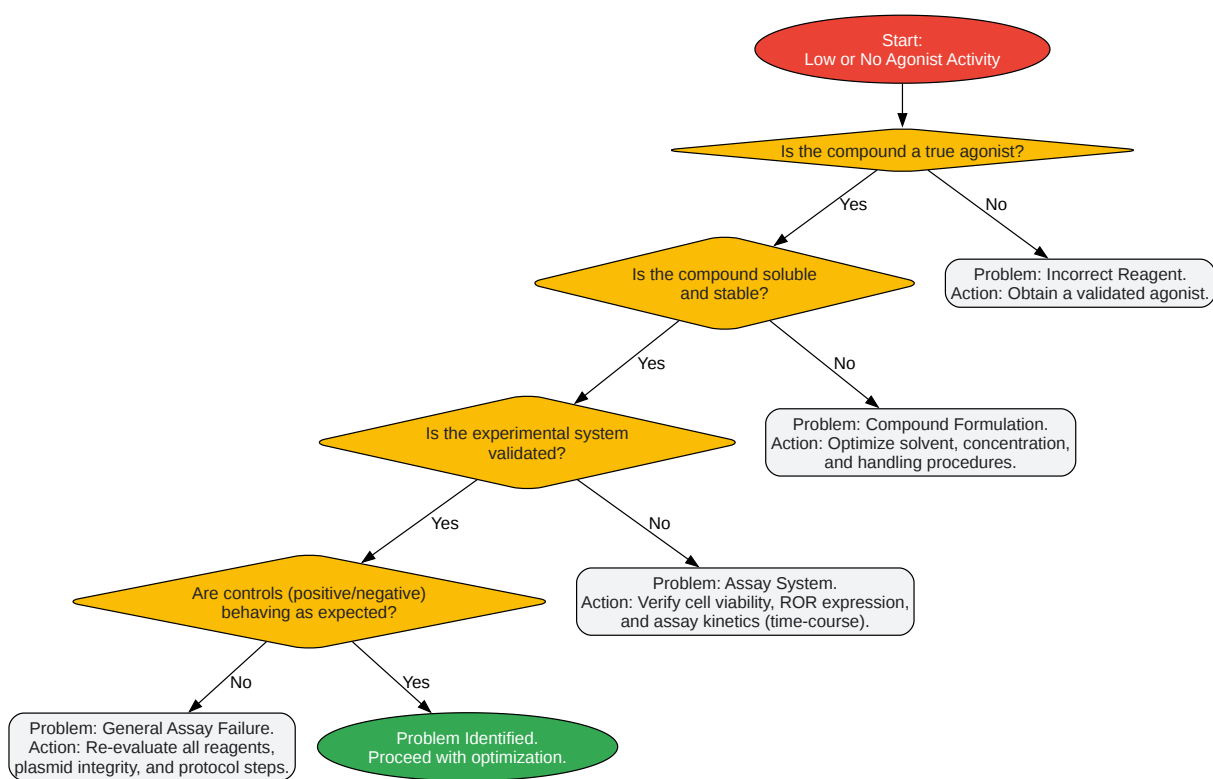 Start:
Low or No Agonist Activity
Is the compound a true agonist?
Yes
No
Is the compound soluble
and stable?
Problem: Incorrect Reagent.
Action: Obtain a validated agonist.
Yes
No
Is the experimental system
validated?
Problem: Compound Formulation.
Action: Optimize solvent, concentration,
and handling procedures.
Yes
No
Are controls (positive/negative)
behaving as expected?
Problem: Assay System.
Action: Verify cell viability, ROR expression,
and assay kinetics (time-course).
No
Yes
Problem: General Assay Failure.
Action: Re-evaluate all reagents,
plasmid integrity, and protocol steps.
Problem Identified.
Proceed with optimization.